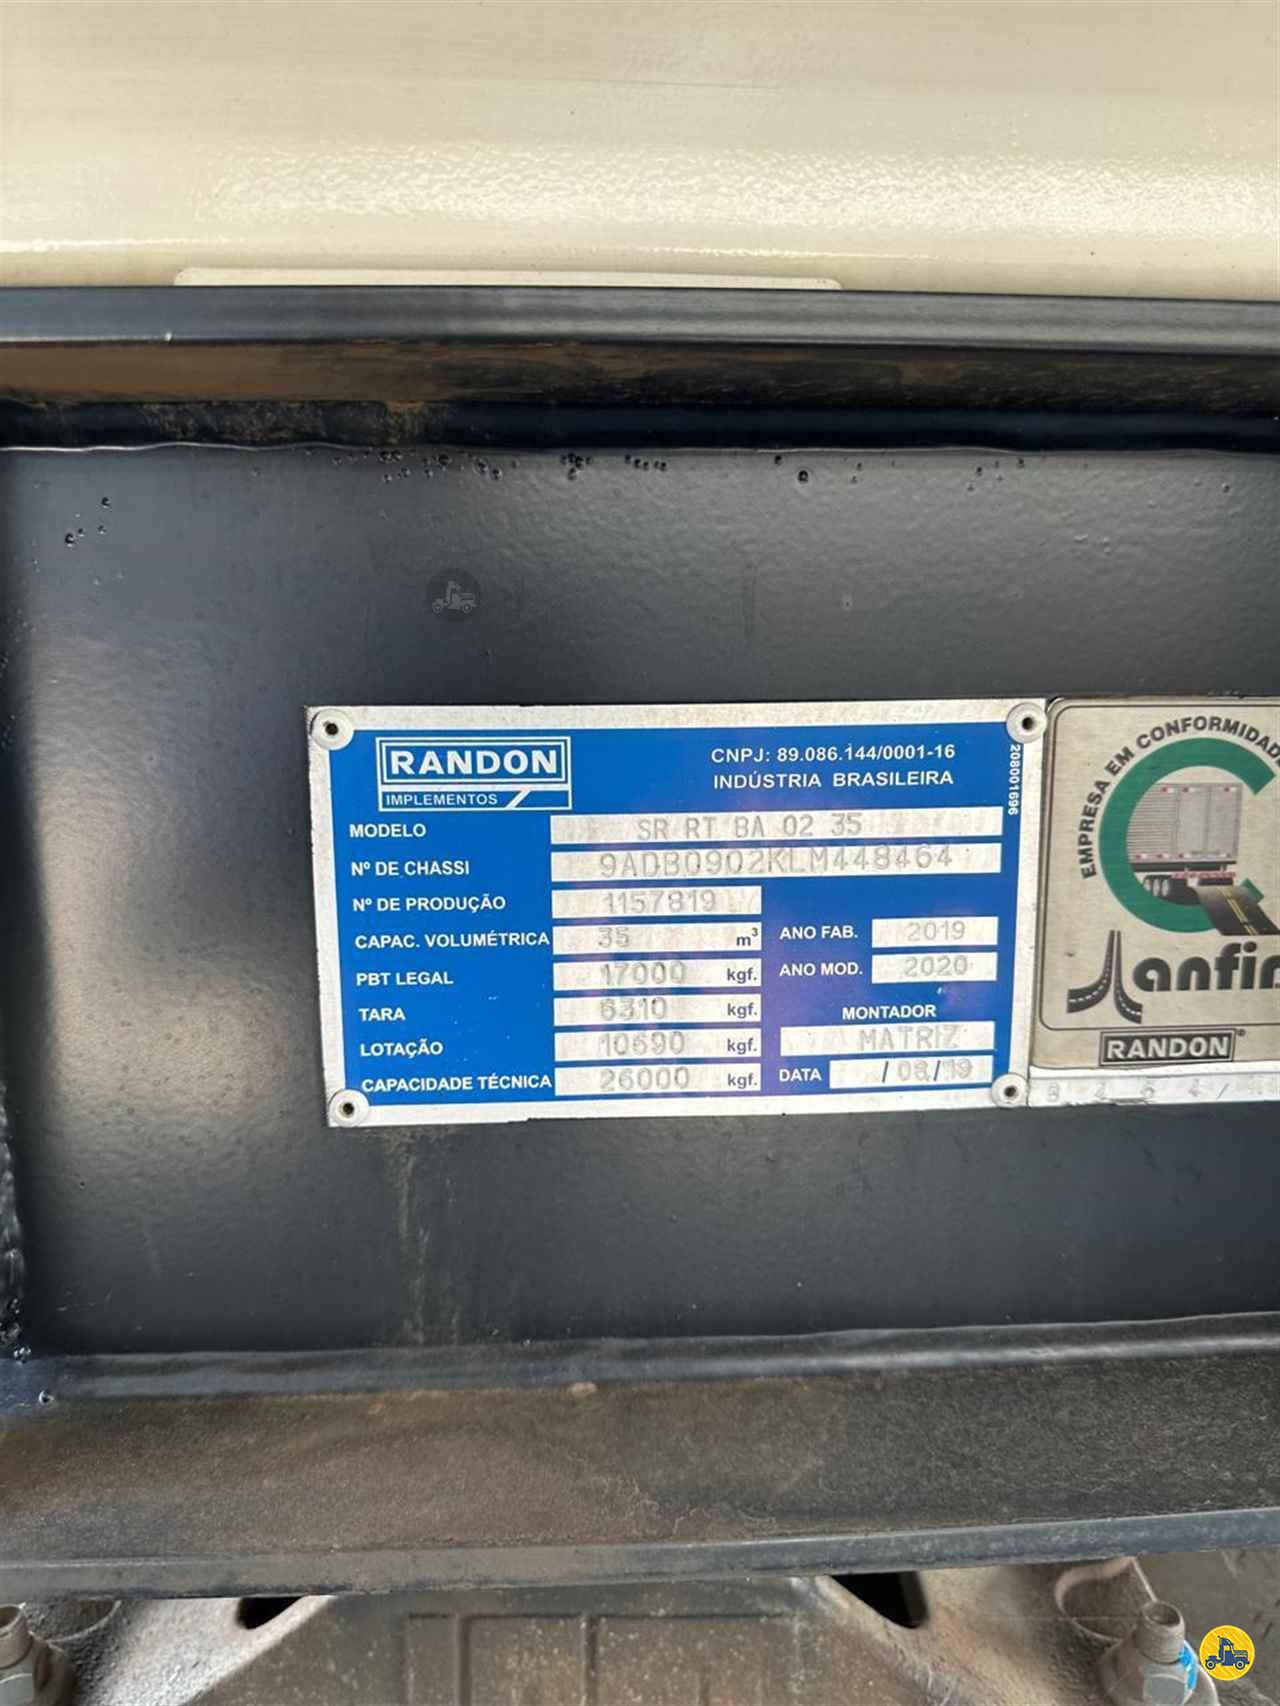 RANDON
IMPLEMENTOS
CNPJ: 89.086.144/0001-16
INDÚSTRIA BRASILEIRA
208001696
MODELO SR RT BA 02 35
Nº DE CHASSI 9ADB0902KLM448464
Nº DE PRODUÇÃO 1157819
CAPAC. VOLUMÉTRICA 35 m³ ANO FAB. 2019
PBT LEGAL 17000 kgf. ANO MOD. 2020
TARA 6310 kgf. MONTADOR
LOTAÇÃO 10690 kgf. MATRIZ
CAPACIDADE TÉCNICA 26000 kgf. DATA /08/19
EMPRESA EM CONFORMIDADE
anfir
RANDON